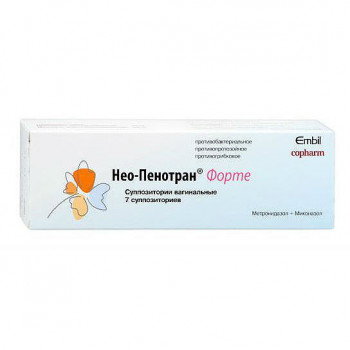 противобактериальное
противопротозойное
противогрибковое
Embil
copharm
Нео-Пенотран® Форте
Суппозитории вагинальные
7 суппозиториев
Метронидазол + Миконазол